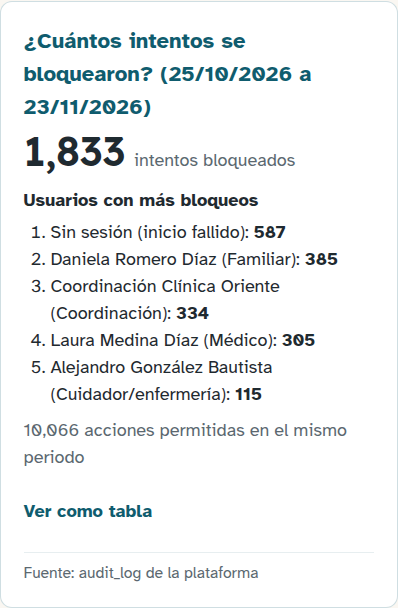 ¿Cuántos intentos se
bloquearon? (25/10/2026 a
23/11/2026)
1,833 intentos bloqueados
Usuarios con más bloqueos
1. Sin sesión (inicio fallido): 587
2. Daniela Romero Díaz (Familiar): 385
3. Coordinación Clínica Oriente
(Coordinación): 334
4. Laura Medina Díaz (Médico): 305
5. Alejandro González Bautista
(Cuidador/enfermería): 115
10,066 acciones permitidas en el mismo
periodo
Ver como tabla
Fuente: audit_log de la plataforma